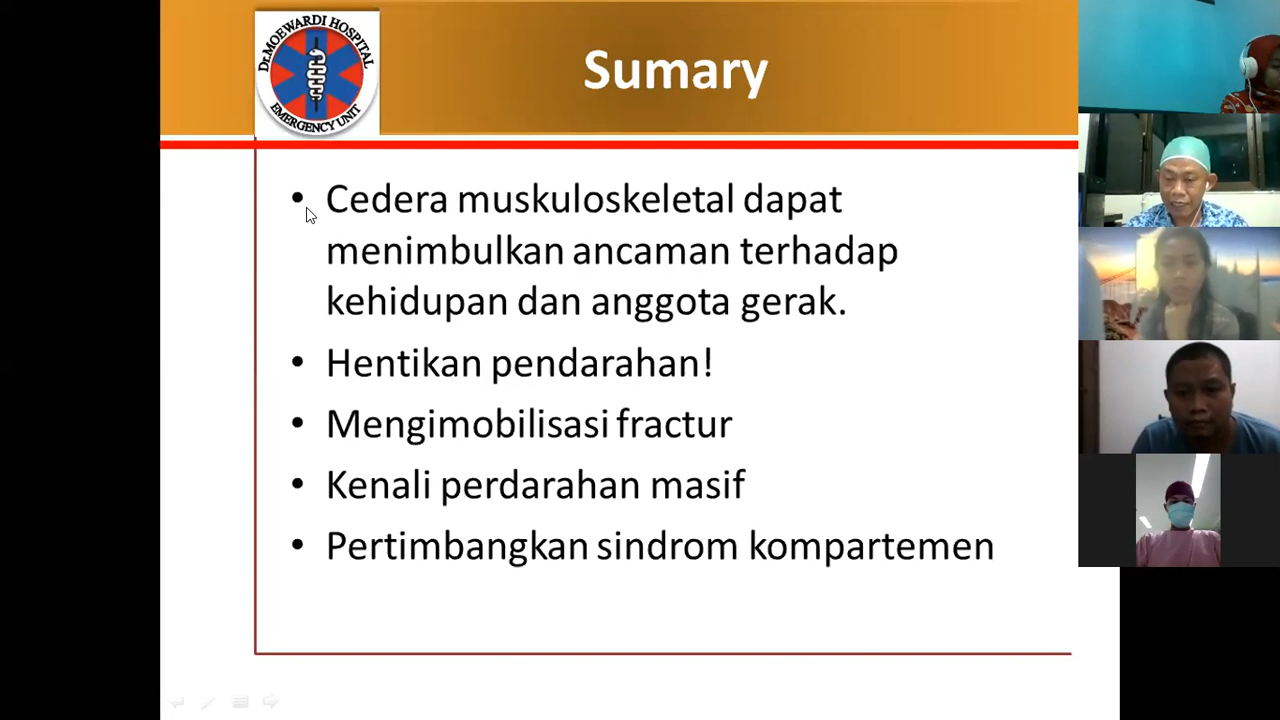 Dr.MOEWARDI HOSPITAL
EMERGENCY UNIT
Sumary
• Cedera muskuloskeletal dapat
menimbulkan ancaman terhadap
kehidupan dan anggota gerak.
• Hentikan pendarahan!
• Mengimobilisasi fractur
• Kenali perdarahan masif
• Pertimbangkan sindrom kompartemen